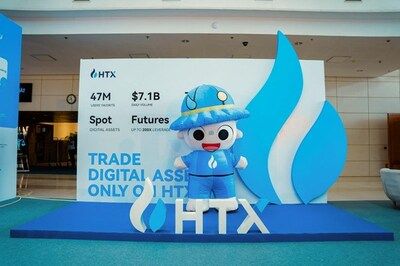 HTX
47M
$7.1B
DAILY VOLUME
Spot
Futures
DIGITAL ASSETS
UP TO 200X LEVERAGE
TRADE
DIGITAL ASSE
ONLY ON HTX
HTX